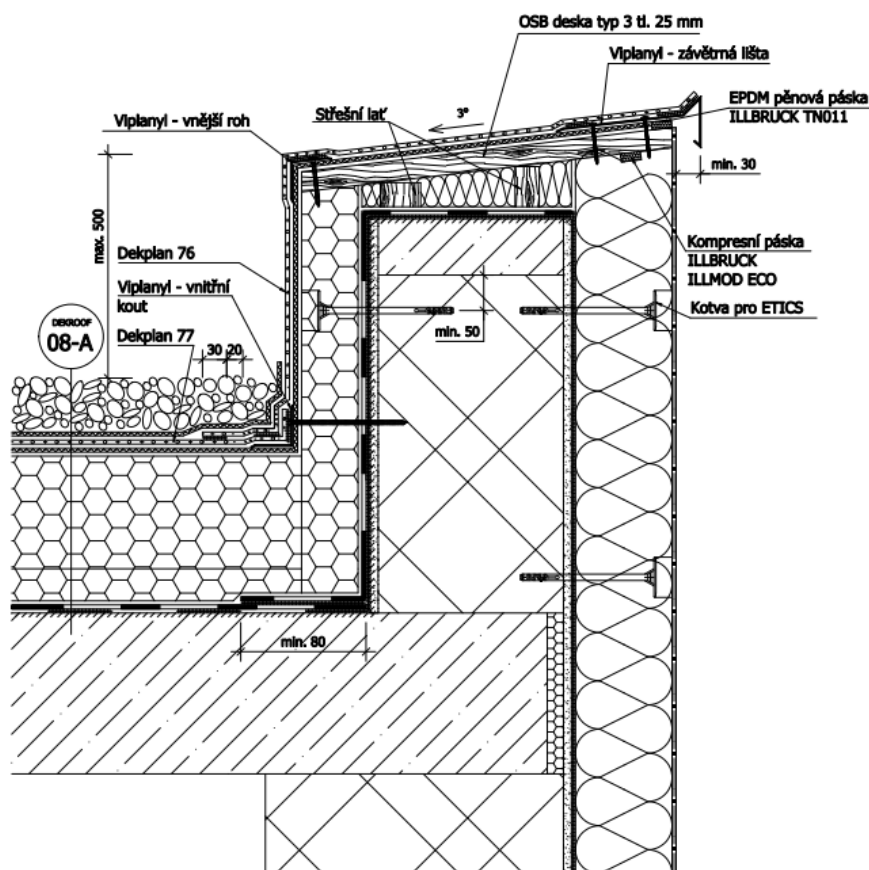 OSB deska typ 3 tl. 25 mm
Viplanyl - závětrná lišta
EPDM pěnová páska
ILLBRUCK TN011
Střešní lať
3°
Viplanyl - vnější roh
min. 30
max. 500
Dekplan 76
Kompresní páska
ILLBRUCK
ILLMOD ECO
Viplanyl - vnitřní
kout
Kotva pro ETICS
DEKROOF
08-A
Dekplan 77
min. 50
30
20
min. 80